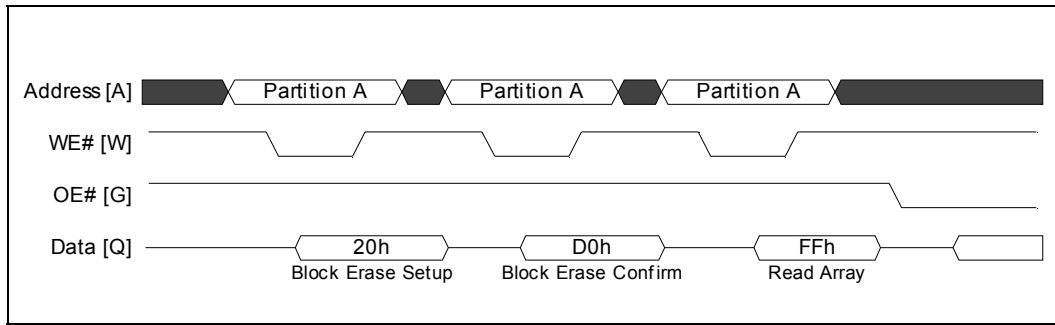 Address [A] Partition A Partition A Partition A
WE# [W]
OE# [G]
Data [Q] 20h D0h FFh
Block Erase Setup Block Erase Confirm Read Array